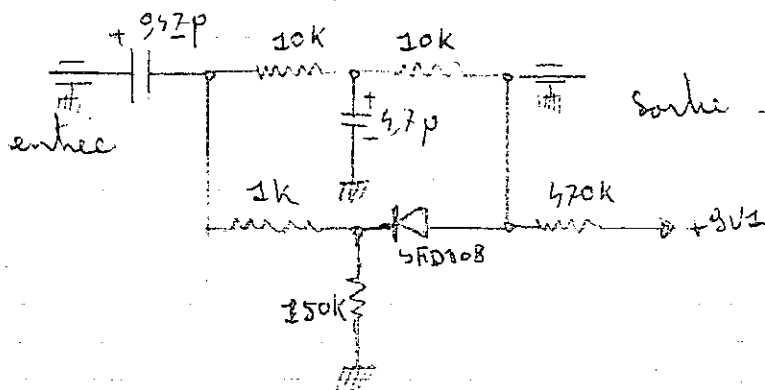 + 0,47µ
10K
10K
+
4,7µ
-
entrée
Sortie
1K
470K
+9V1
SFD108
150K